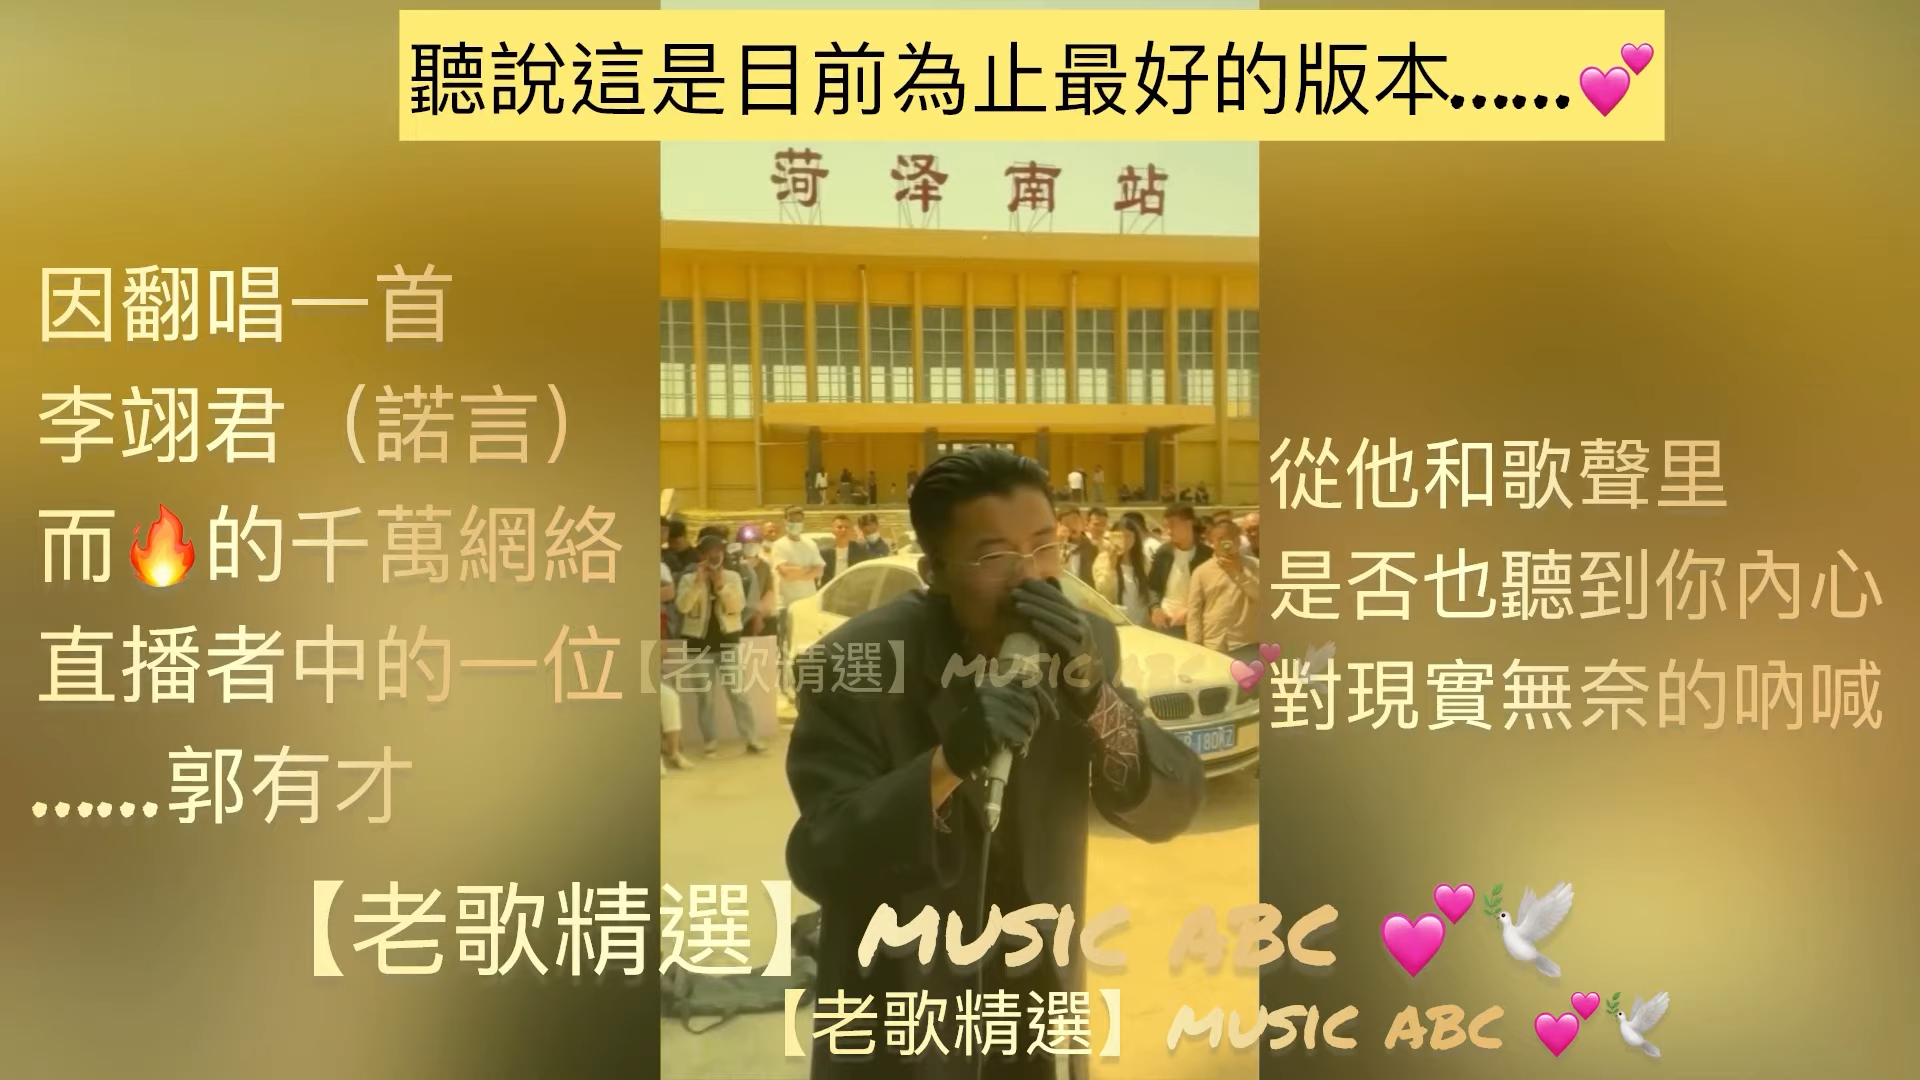 聽說這是目前為止最好的版本……💕
菏泽南站
因翻唱一首
李翊君（諾言）
而🔥的千萬網絡
直播者中的一位
……郭有才
從他和歌聲里
是否也聽到你內心
對現實無奈的吶喊
【老歌精選】MUSIC ABC 💕🕊️
【老歌精選】MUSIC ABC 💕🕊️
【老歌精選】MUSIC ABC 💕🕊️